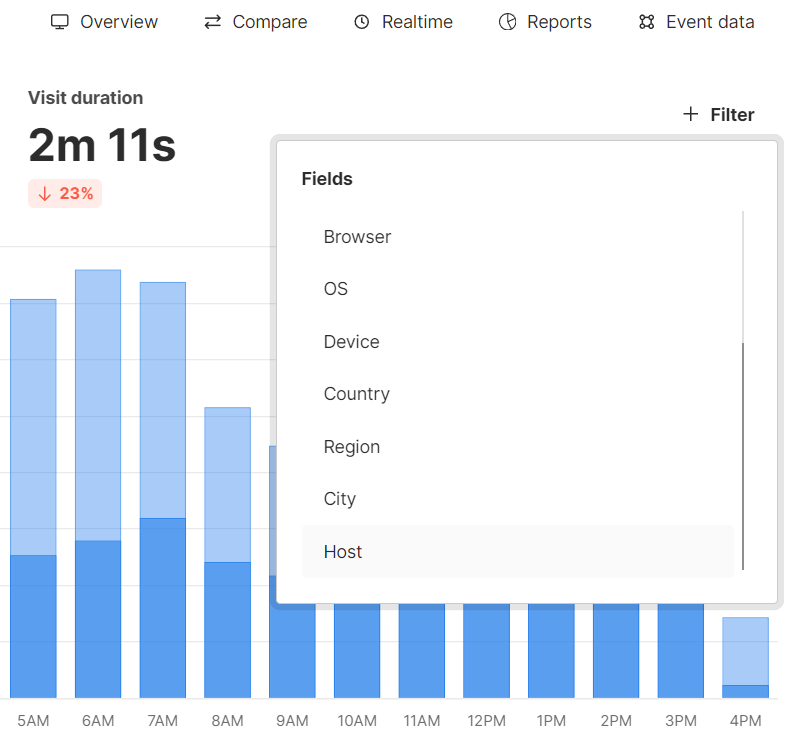 Overview Compare Realtime Reports Event data
Visit duration
+ Filter
2m 11s
↓ 23%
Fields
Browser
OS
Device
Country
Region
City
Host
5AM 6AM 7AM 8AM 9AM 10AM 11AM 12PM 1PM 2PM 3PM 4PM